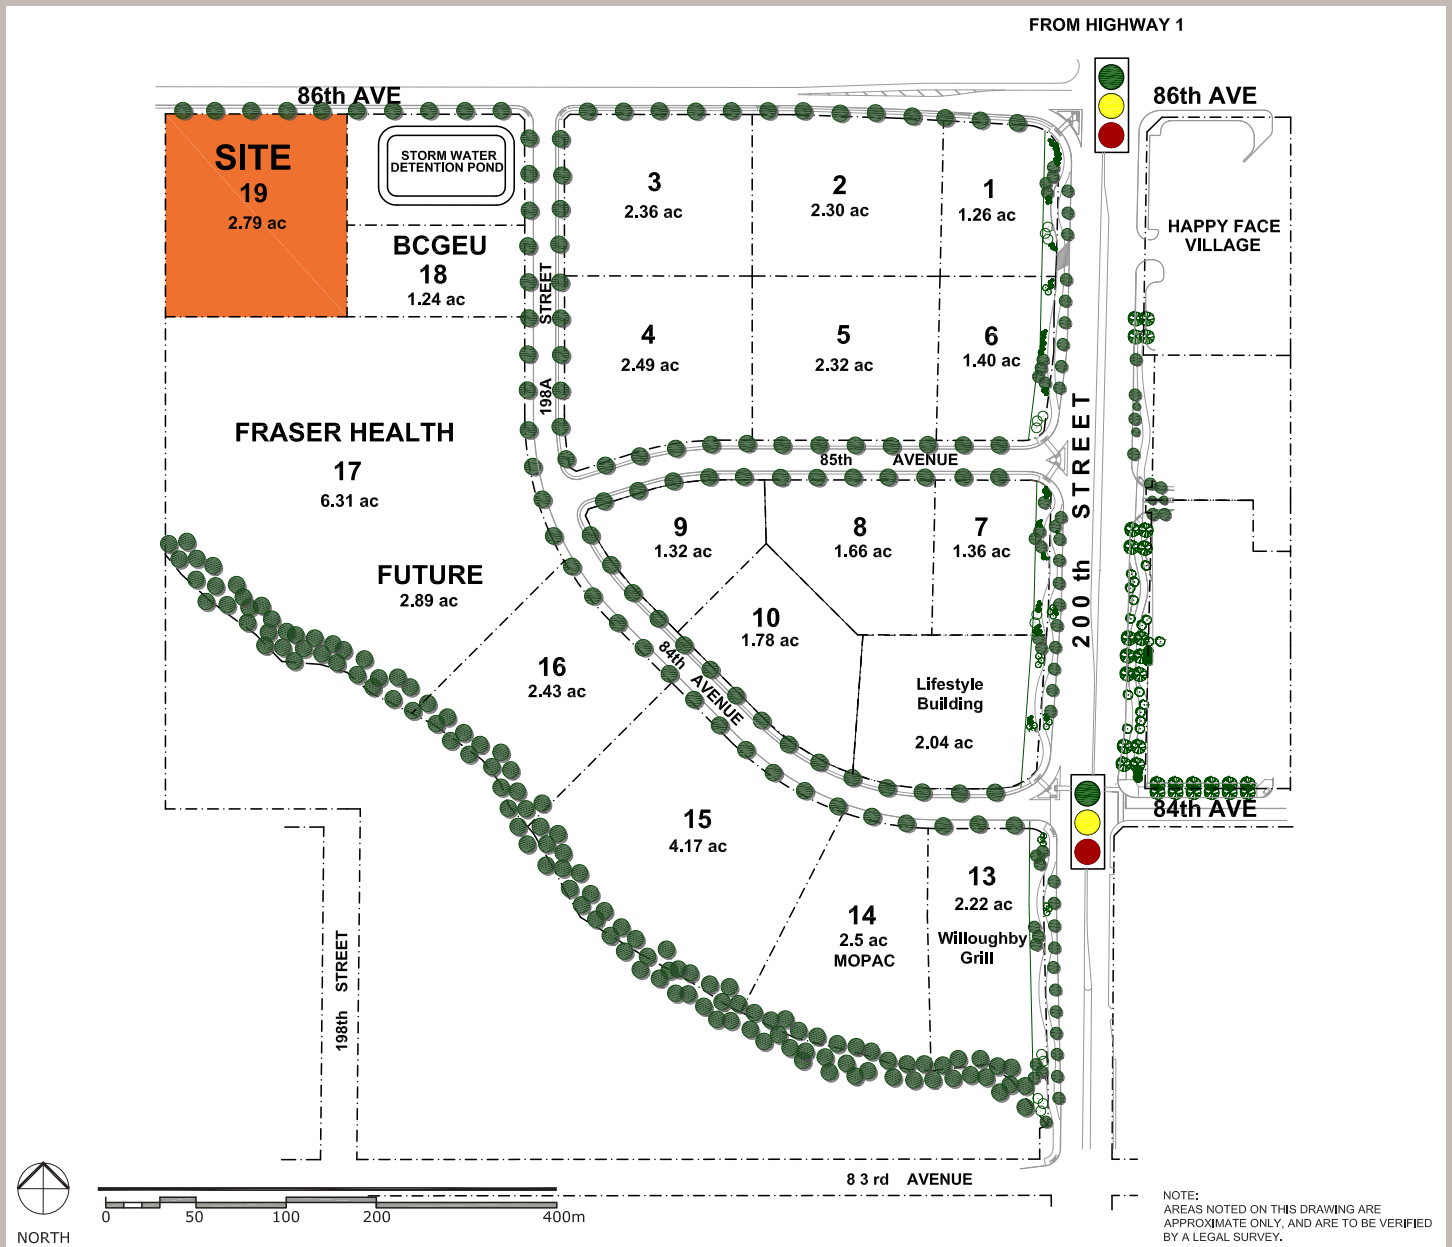 FROM HIGHWAY 1
86th AVE
86th AVE
SITE
19
2.79 ac
STORM WATER
DETENTION POND
BCGEU
18
1.24 ac
198A STREET
3
2.36 ac
2
2.30 ac
1
1.26 ac
HAPPY FACE
VILLAGE
4
2.49 ac
5
2.32 ac
6
1.40 ac
200 th STREET
FRASER HEALTH
17
6.31 ac
85th AVENUE
9
1.32 ac
8
1.66 ac
7
1.36 ac
FUTURE
2.89 ac
10
1.78 ac
84th AVENUE
16
2.43 ac
Lifestyle
Building
2.04 ac
84th AVE
15
4.17 ac
13
2.22 ac
Willoughby
Grill
14
2.5 ac
MOPAC
198th STREET
8 3 rd AVENUE
NORTH
0 50 100 200 400m
NOTE:
AREAS NOTED ON THIS DRAWING ARE
APPROXIMATE ONLY, AND ARE TO BE VERIFIED
BY A LEGAL SURVEY.